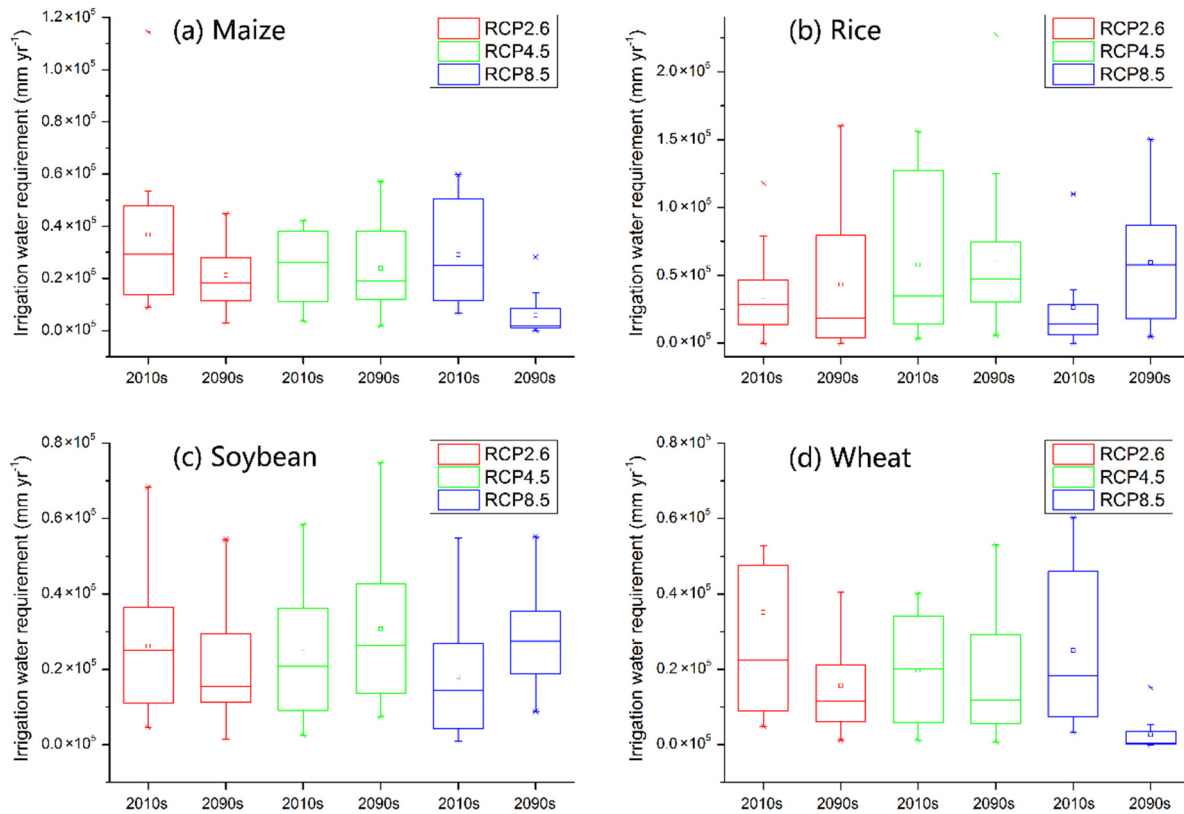 (a) Maize
RCP2.6
RCP4.5
RCP8.5
Irrigation water requirement (mm yr⁻¹)
1.2×10⁵
1.0×10⁵
0.8×10⁵
0.6×10⁵
0.4×10⁵
0.2×10⁵
0.0×10⁵
2010s 2090s 2010s 2090s 2010s 2090s
(b) Rice
RCP2.6
RCP4.5
RCP8.5
Irrigation water requirement (mm yr⁻¹)
2.0×10⁵
1.5×10⁵
1.0×10⁵
0.5×10⁵
0.0×10⁵
2010s 2090s 2010s 2090s 2010s 2090s
(c) Soybean
RCP2.6
RCP4.5
RCP8.5
Irrigation water requirement (mm yr⁻¹)
0.8×10⁵
0.6×10⁵
0.4×10⁵
0.2×10⁵
0.0×10⁵
2010s 2090s 2010s 2090s 2010s 2090s
(d) Wheat
RCP2.6
RCP4.5
RCP8.5
Irrigation water requirement (mm yr⁻¹)
0.8×10⁵
0.6×10⁵
0.4×10⁵
0.2×10⁵
0.0×10⁵
2010s 2090s 2010s 2090s 2010s 2090s